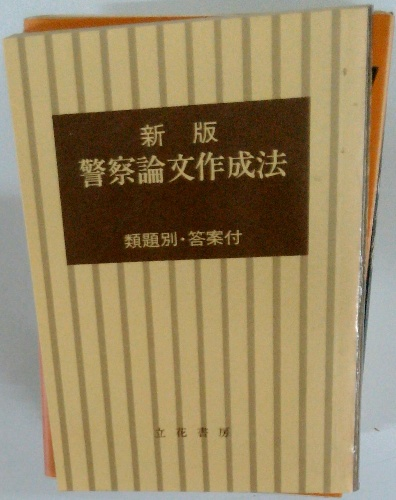 新版
警察論文作成法
類題別・答案付
立花書房